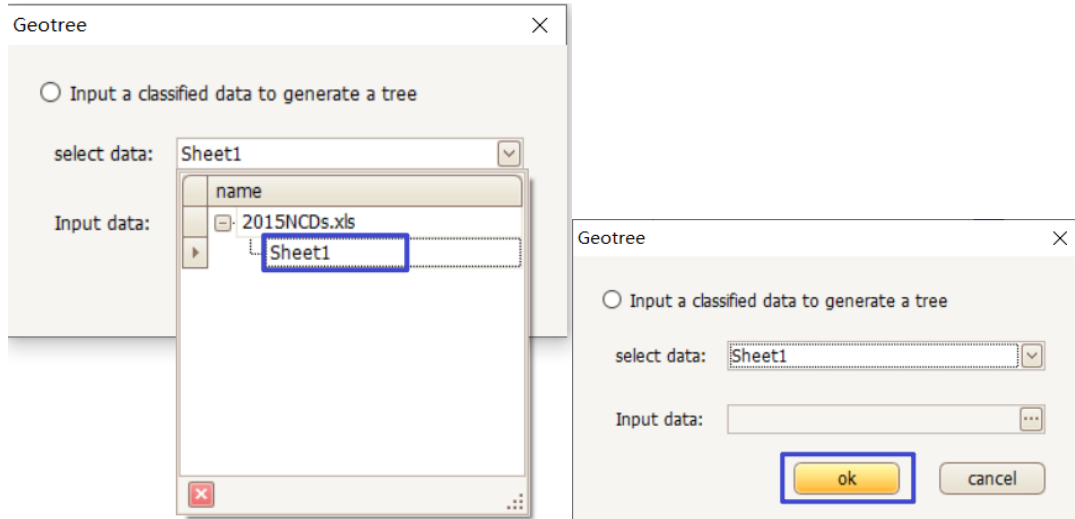 Geotree
Input a classified data to generate a tree
select data: Sheet1
name
Input data:
2015NCDs.xls
Sheet1
Geotree
Input a classified data to generate a tree
select data: Sheet1
Input data:
ok cancel